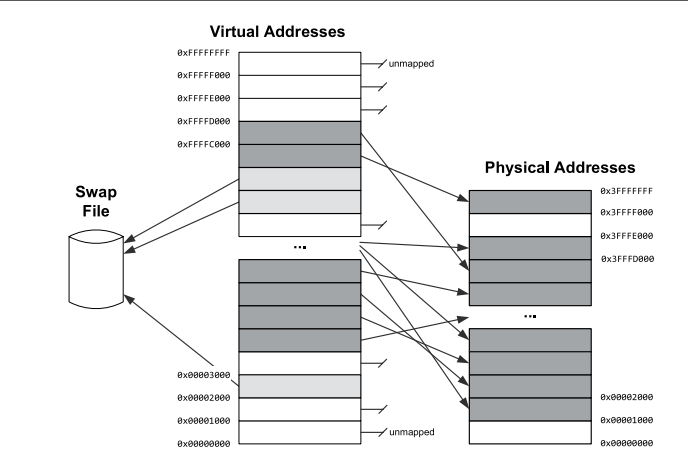 Virtual Addresses
0xFFFFFFFF
unmapped
0xFFFFF000
0xFFFFE000
0xFFFFD000
0xFFFFC000
Swap
File
...
0x00003000
0x00002000
0x00001000
unmapped
0x00000000
Physical Addresses
0x3FFFFFFF
0x3FFFF000
0x3FFFE000
0x3FFFD000
...
0x00002000
0x00001000
0x00000000